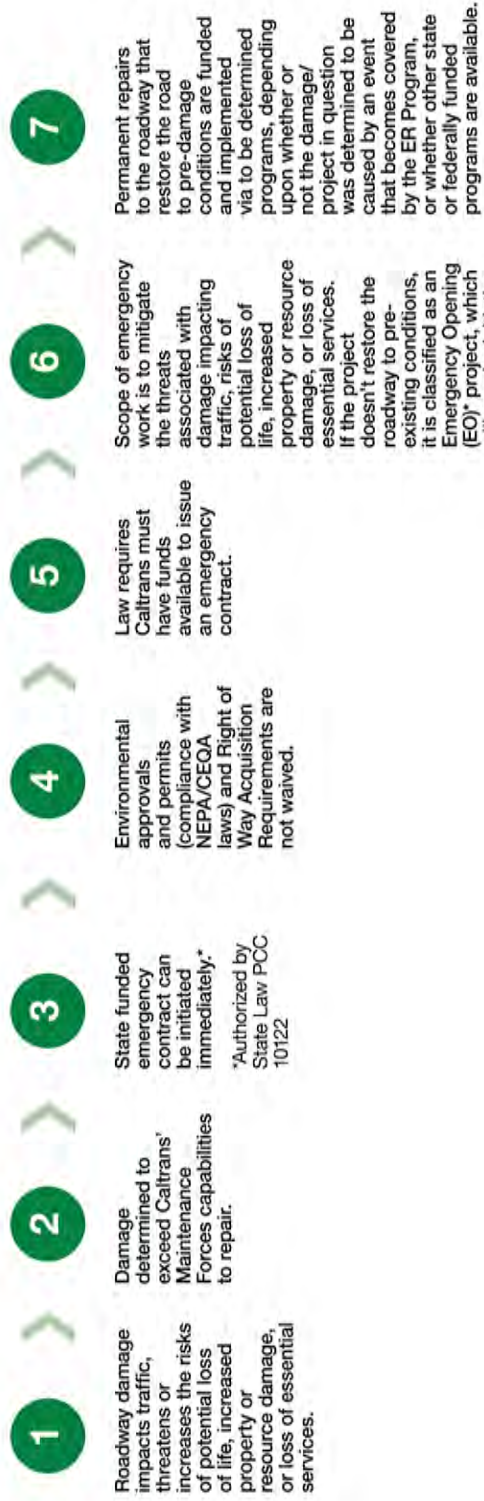 1
Roadway damage
impacts traffic,
threatens or
increases the risks
of potential loss
of life, increased
property or
resource damage,
or loss of essential
services.
2
Damage
determined to
exceed Caltrans’
Maintenance
Forces capabilities
to repair.
3
State funded
emergency
contract can
be initiated
immediately.*
*Authorized by
State Law PCC
10122
4
Environmental
approvals
and permits
(compliance with
NEPA/CEQA
laws) and Right of
Way Acquisition
Requirements are
not waived.
5
Law requires
Caltrans must
have funds
available to issue
an emergency
contract.
6
Scope of emergency
work is to mitigate
the threats
associated with
damage impacting
traffic, risks of
potential loss of
life, increased
property or resource
damage, or loss of
essential services.
If the project
doesn’t restore the
roadway to pre-
existing conditions,
it is classified as an
Emergency Opening
(EO)* project, which
7
Permanent repairs
to the roadway that
restore the road
to pre-damage
conditions are funded
and implemented
via to be determined
programs, depending
upon whether or
not the damage/
project in question
was determined to be
caused by an event
that becomes covered
by the ER Program,
or whether other state
or federally funded
programs are available.